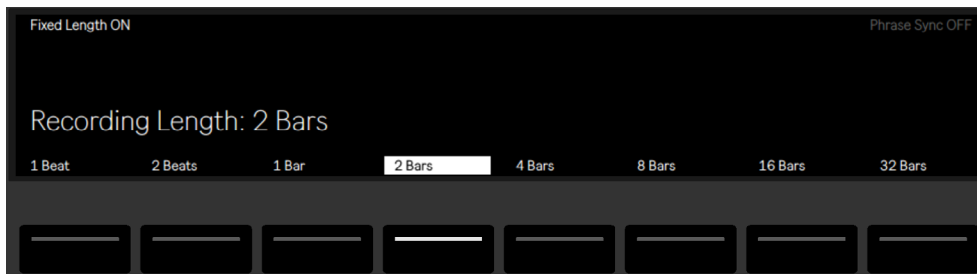 Fixed Length ON Phrase Sync OFF
Recording Length: 2 Bars
1 Beat 2 Beats 1 Bar 2 Bars 4 Bars 8 Bars 16 Bars 32 Bars